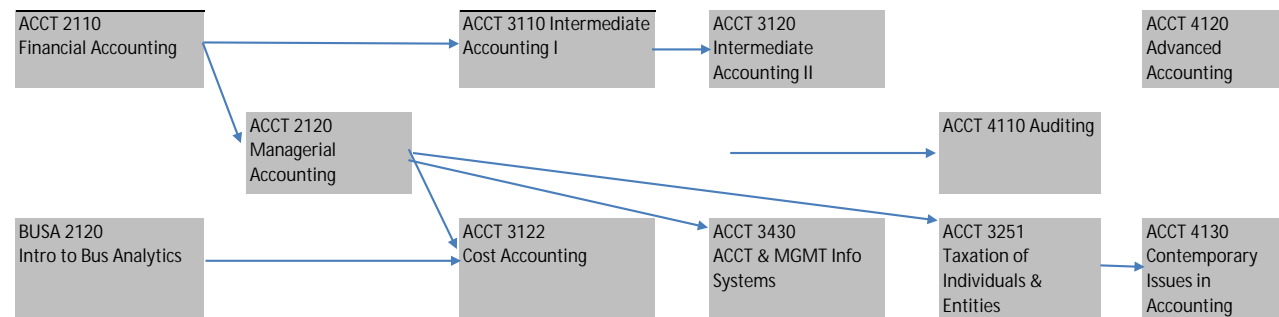 ACCT 2110
Financial Accounting
ACCT 3110 Intermediate
Accounting I
ACCT 3120
Intermediate
Accounting II
ACCT 4120
Advanced
Accounting
ACCT 2120
Managerial
Accounting
ACCT 4110 Auditing
BUSA 2120
Intro to Bus Analytics
ACCT 3122
Cost Accounting
ACCT 3430
ACCT & MGMT Info
Systems
ACCT 3251
Taxation of
Individuals &
Entities
ACCT 4130
Contemporary
Issues in
Accounting